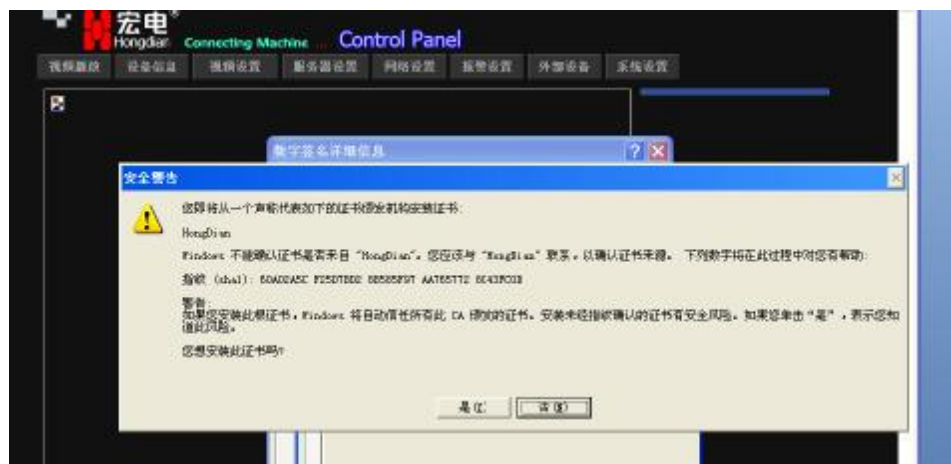 宏电®
Hongdian Connecting Machine ... Control Panel
视频播放 设备信息 视频设置 服务器设置 网络设置 报警设置 外部设备 系统设置
数字签名详细信息
安全警告
您即将从一个声称代表如下的证书颁发机构安装证书:
HongDian
Windows 不能确认证书是否来自“HongDian”。您应该与“HongDian”联系，以确认证书来源。 下列数字将在此过程中对您有帮助:
指纹 (sha1):
警告:
如果您安装此根证书，Windows 将自动信任所有此 CA 颁发的证书。安装未经指纹确认的证书有安全风险。如果您单击“是”，表示您知
道此风险。
您想安装此证书吗?
是(Y) 否(N)